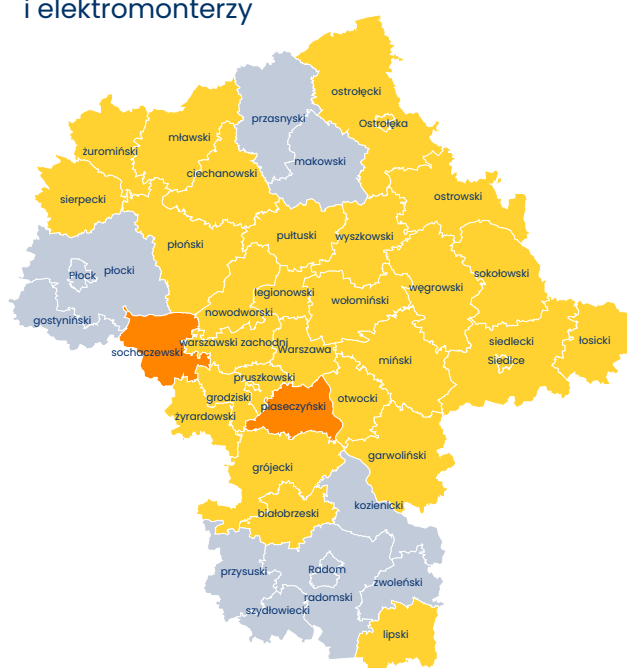 i elektromonterzy
ostrołęcki
przasnyski
Ostrołęka
mławski
żuromiński
makowski
ciechanowski
sierpecki
ostrowski
pułtuski
wyszkowski
płoński
płocki
Płock
sokołowski
węgrowski
legionowski
wołomiński
nowodworski
gostyniński
warszawski zachodni
siedlecki
łosicki
sochaczewski
Warszawa
miński
Siedlce
pruszkowski
grodziski
otwocki
piaseczyński
żyrardowski
garwoliński
grójecki
kozienicki
białobrzeski
przysuski
Radom
zwoleński
radomski
szydłowiecki
lipski